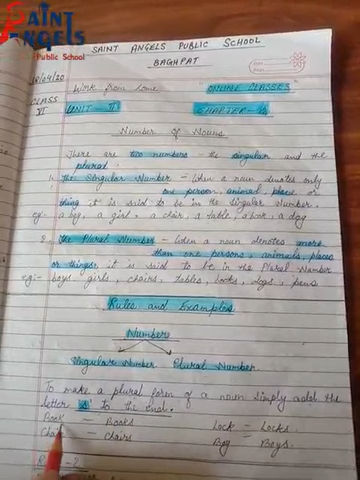 SAINT ANGELS
Public School
SAINT ANGELS PUBLIC SCHOOL
BAGHPAT
Work from home "ONLINE CLASSES"
CLASS
VI
UNIT - II CHAPTER - 10
Number of Nouns
There are two numbers - the singular and the
plural.
1. the Singular Number - When a noun denotes only
one person, animal, place or
thing it is said to be in the singular number.
eg:- a boy, a girl, a chair, a table, a book, a dog
2. the Plural Number - When a noun denotes more
than one persons, animals, places
or things, it is said to be in the Plural Number
eg:- boys girls, chairs, tables, books, dogs, pens
Rules and Examples
Number
Singular Number Plural Number
To make a plural form of a noun simply add the
letter 's' to the end.
Book - Books Lock - Locks
Chair - Chairs Boy - Boys.